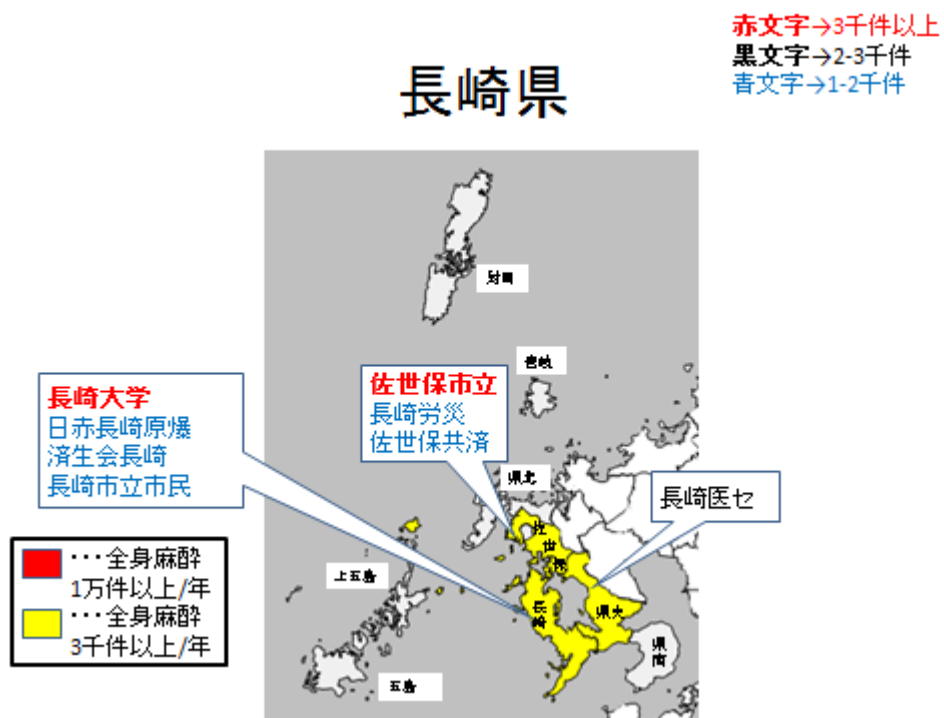 赤文字→3千件以上
黒文字→2-3千件
青文字→1-2千件
長崎県
対馬
壱岐
長崎大学
日赤長崎原爆
済生会長崎
長崎市立市民
佐世保市立
長崎労災
佐世保共済
県北
長崎医セ
佐世保
上五島
長崎
県央
県南
五島
･･･全身麻酔
1万件以上/年
･･･全身麻酔
3千件以上/年